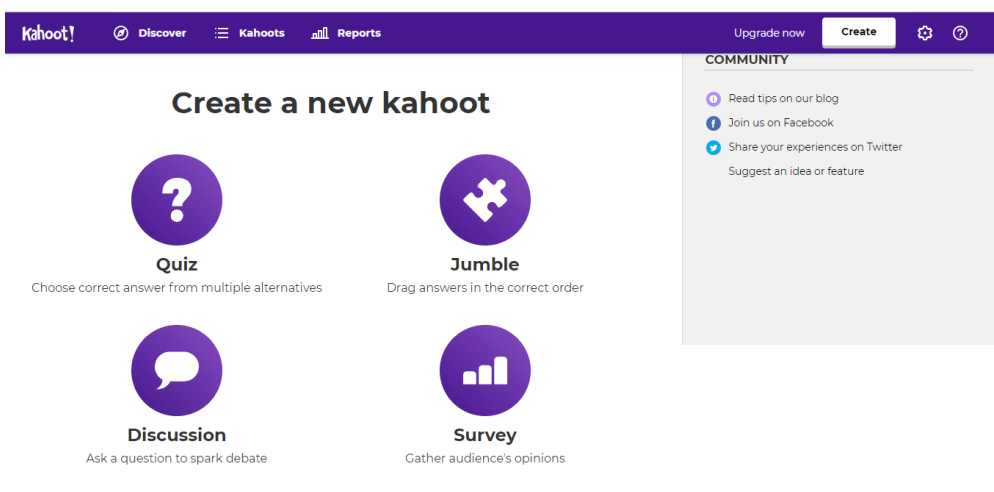 Kahoot! Discover Kahoots Reports Upgrade now Create
COMMUNITY
Read tips on our blog
Join us on Facebook
Share your experiences on Twitter
Suggest an idea or feature
Create a new kahoot
Quiz
Choose correct answer from multiple alternatives
Jumble
Drag answers in the correct order
Discussion
Ask a question to spark debate
Survey
Gather audience's opinions